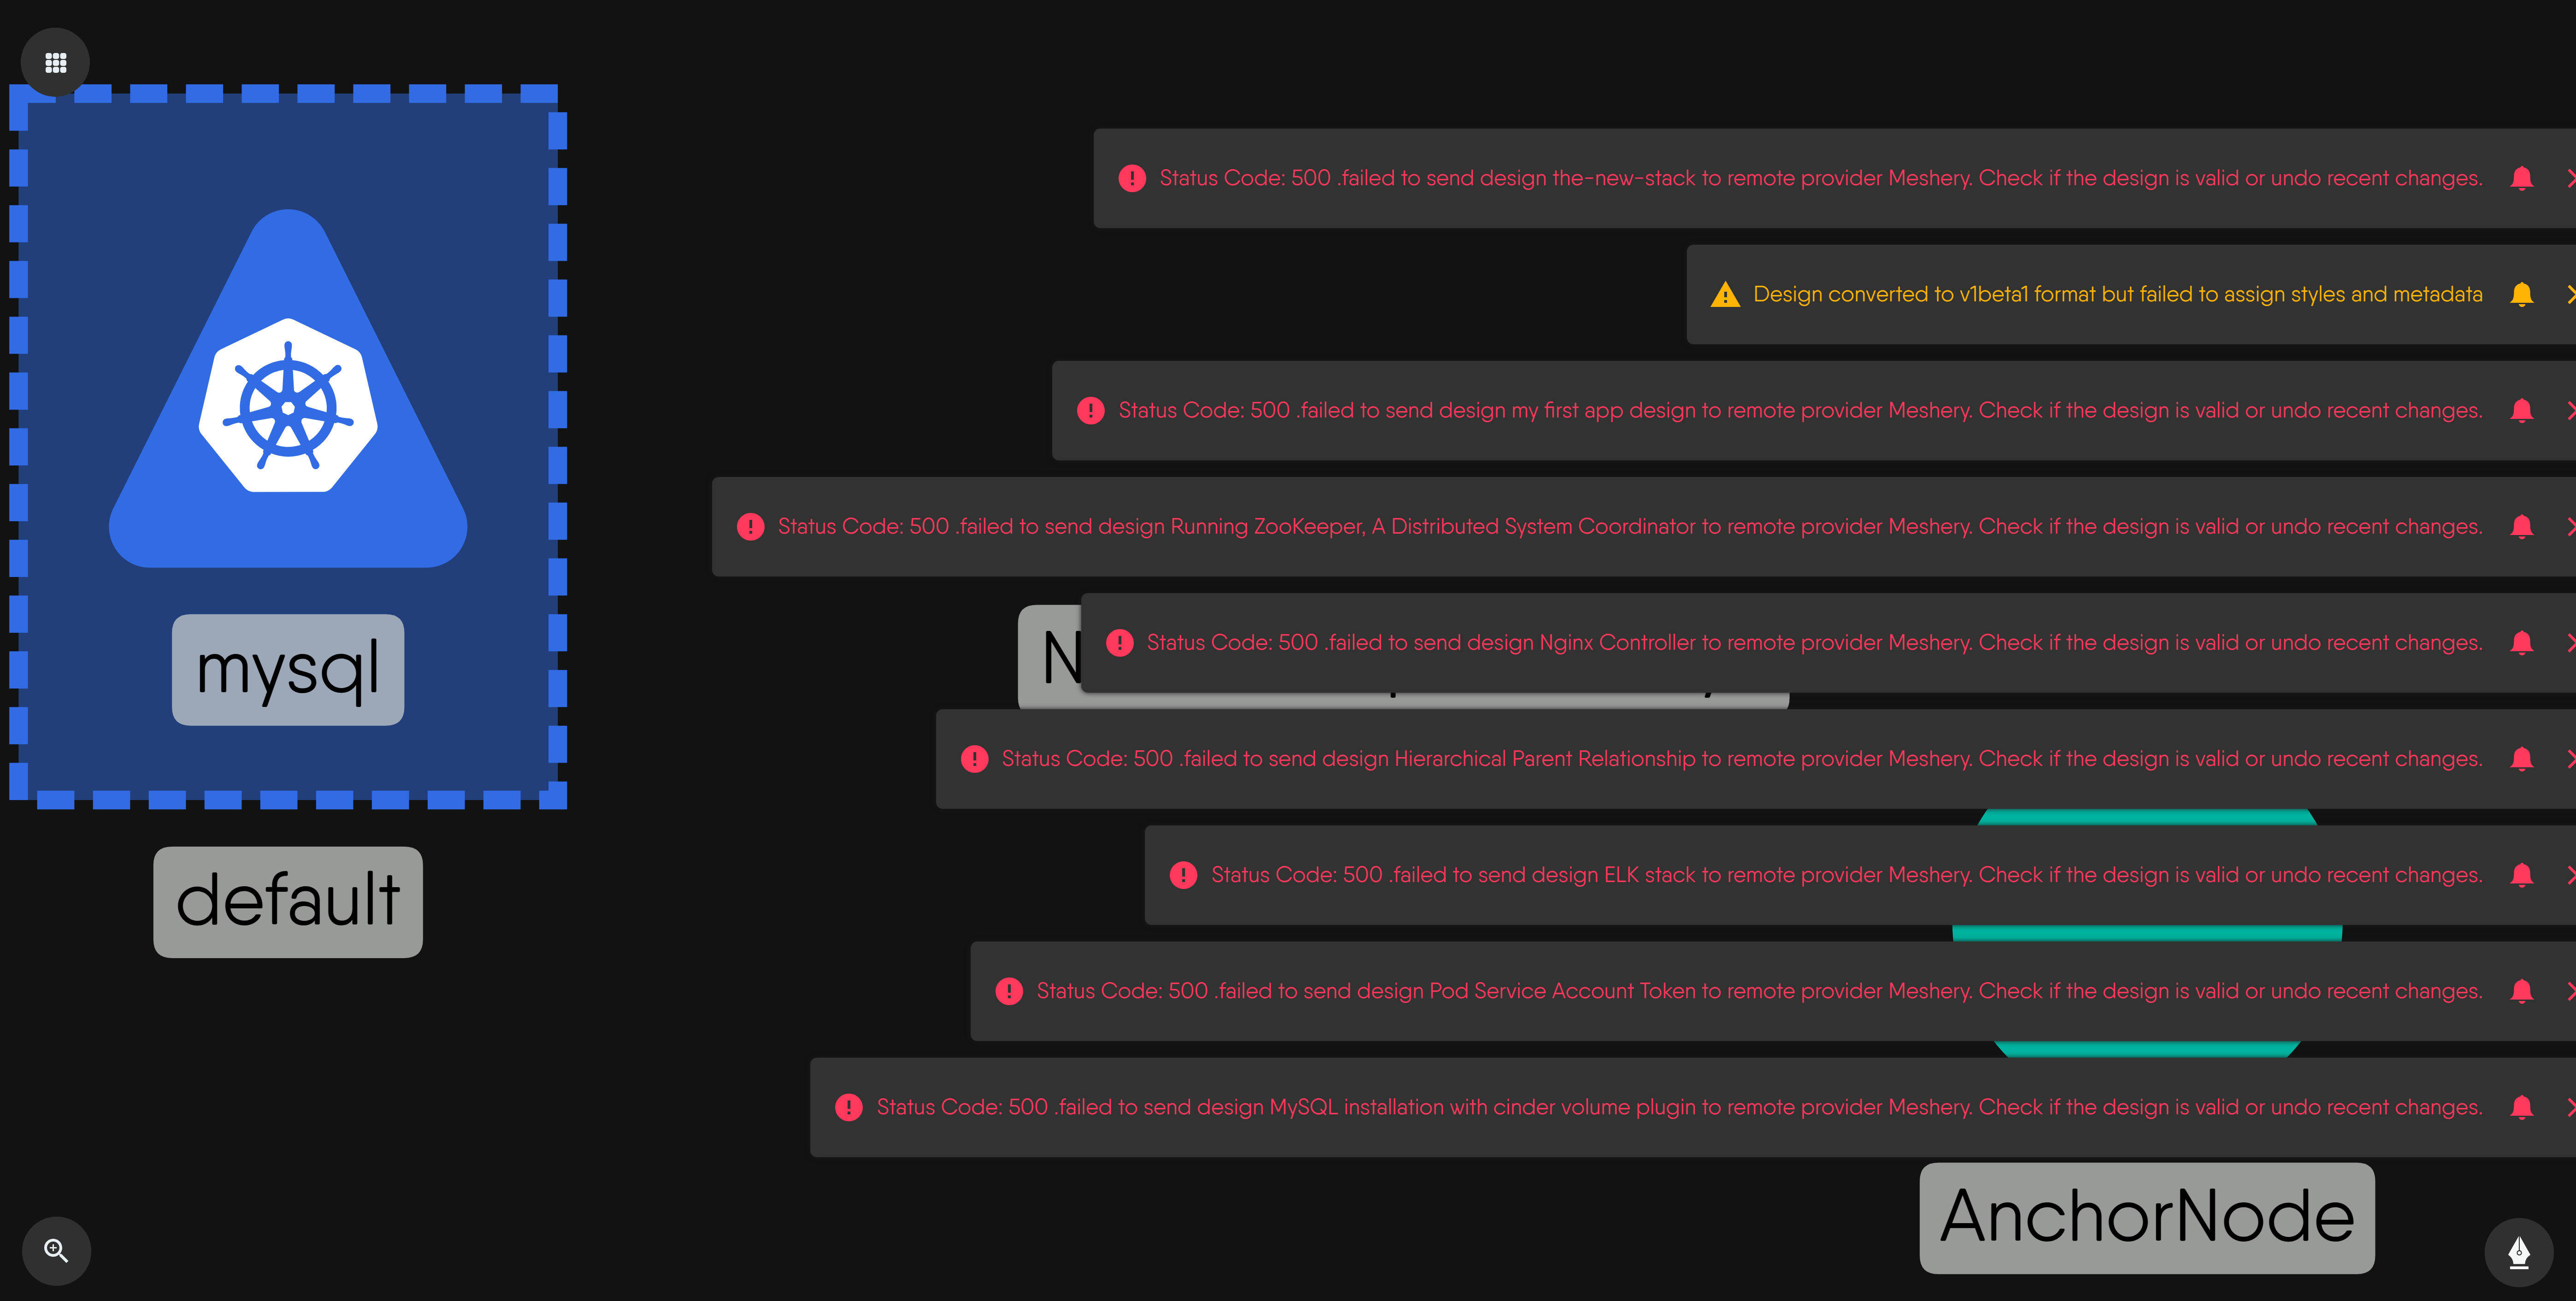 Status Code: 500 .failed to send design the-new-stack to remote provider Meshery. Check if the design is valid or undo recent changes.
Design converted to v1beta1 format but failed to assign styles and metadata
Status Code: 500 .failed to send design my first app design to remote provider Meshery. Check if the design is valid or undo recent changes.
Status Code: 500 .failed to send design Running ZooKeeper, A Distributed System Coordinator to remote provider Meshery. Check if the design is valid or undo recent changes.
Status Code: 500 .failed to send design Nginx Controller to remote provider Meshery. Check if the design is valid or undo recent changes.
mysql
Status Code: 500 .failed to send design Hierarchical Parent Relationship to remote provider Meshery. Check if the design is valid or undo recent changes.
Status Code: 500 .failed to send design ELK stack to remote provider Meshery. Check if the design is valid or undo recent changes.
default
Status Code: 500 .failed to send design Pod Service Account Token to remote provider Meshery. Check if the design is valid or undo recent changes.
Status Code: 500 .failed to send design MySQL installation with cinder volume plugin to remote provider Meshery. Check if the design is valid or undo recent changes.
AnchorNode